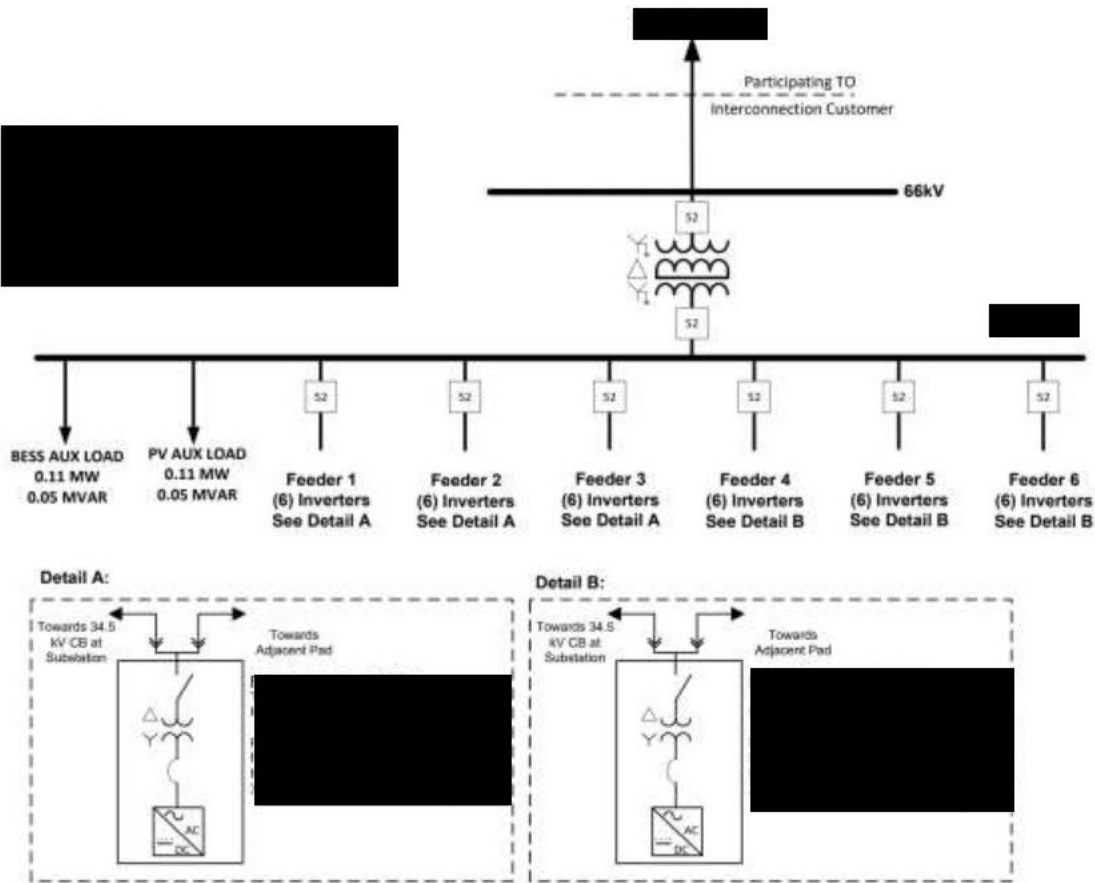 Participating TO
Interconnection Customer
66kV
52
52
52
52
52
52
52
52
BESS AUX LOAD
0.11 MW
0.05 MVAR
PV AUX LOAD
0.11 MW
0.05 MVAR
Feeder 1
(6) Inverters
See Detail A
Feeder 2
(6) Inverters
See Detail A
Feeder 3
(6) Inverters
See Detail A
Feeder 4
(6) Inverters
See Detail B
Feeder 5
(6) Inverters
See Detail B
Feeder 6
(6) Inverters
See Detail B
Detail A:
Towards 34.5
kV CB at
Substation
Towards
Adjacent Pad
AC
DC
Detail B:
Towards 34.5
kV CB at
Substation
Towards
Adjacent Pad
AC
DC